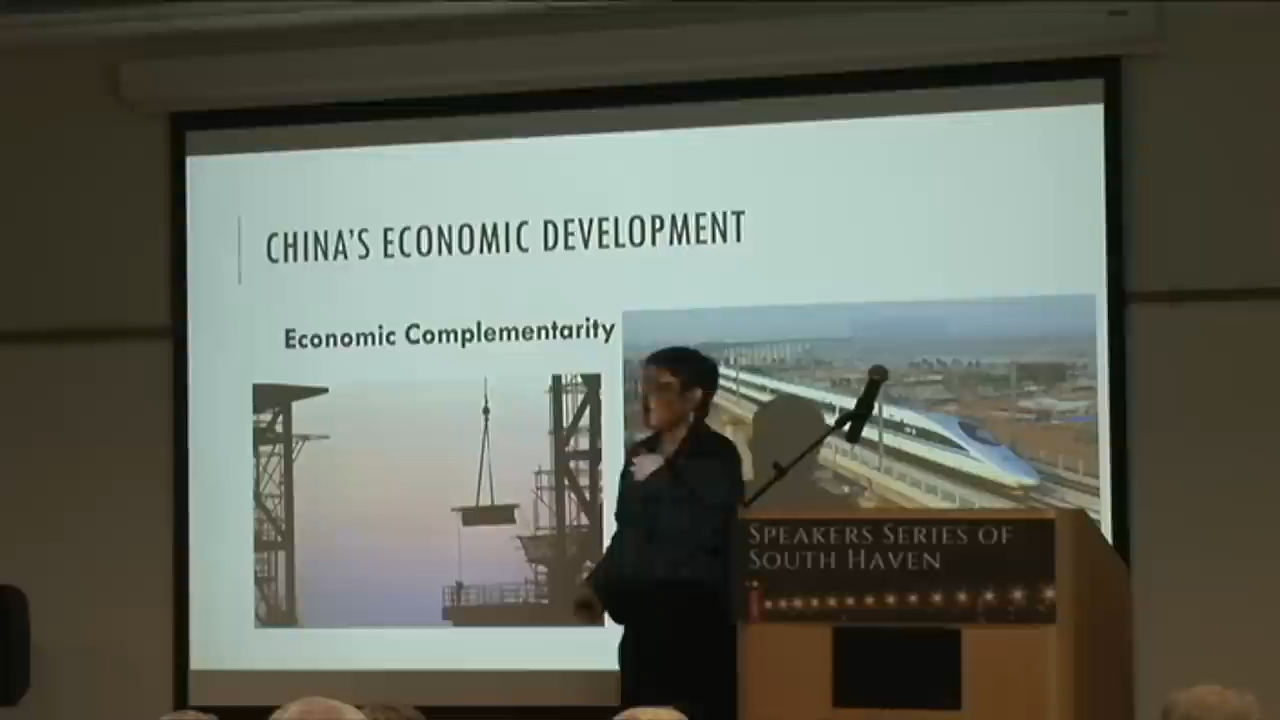 CHINA'S ECONOMIC DEVELOPMENT
Economic Complementarity
SPEAKERS SERIES OF
SOUTH HAVEN